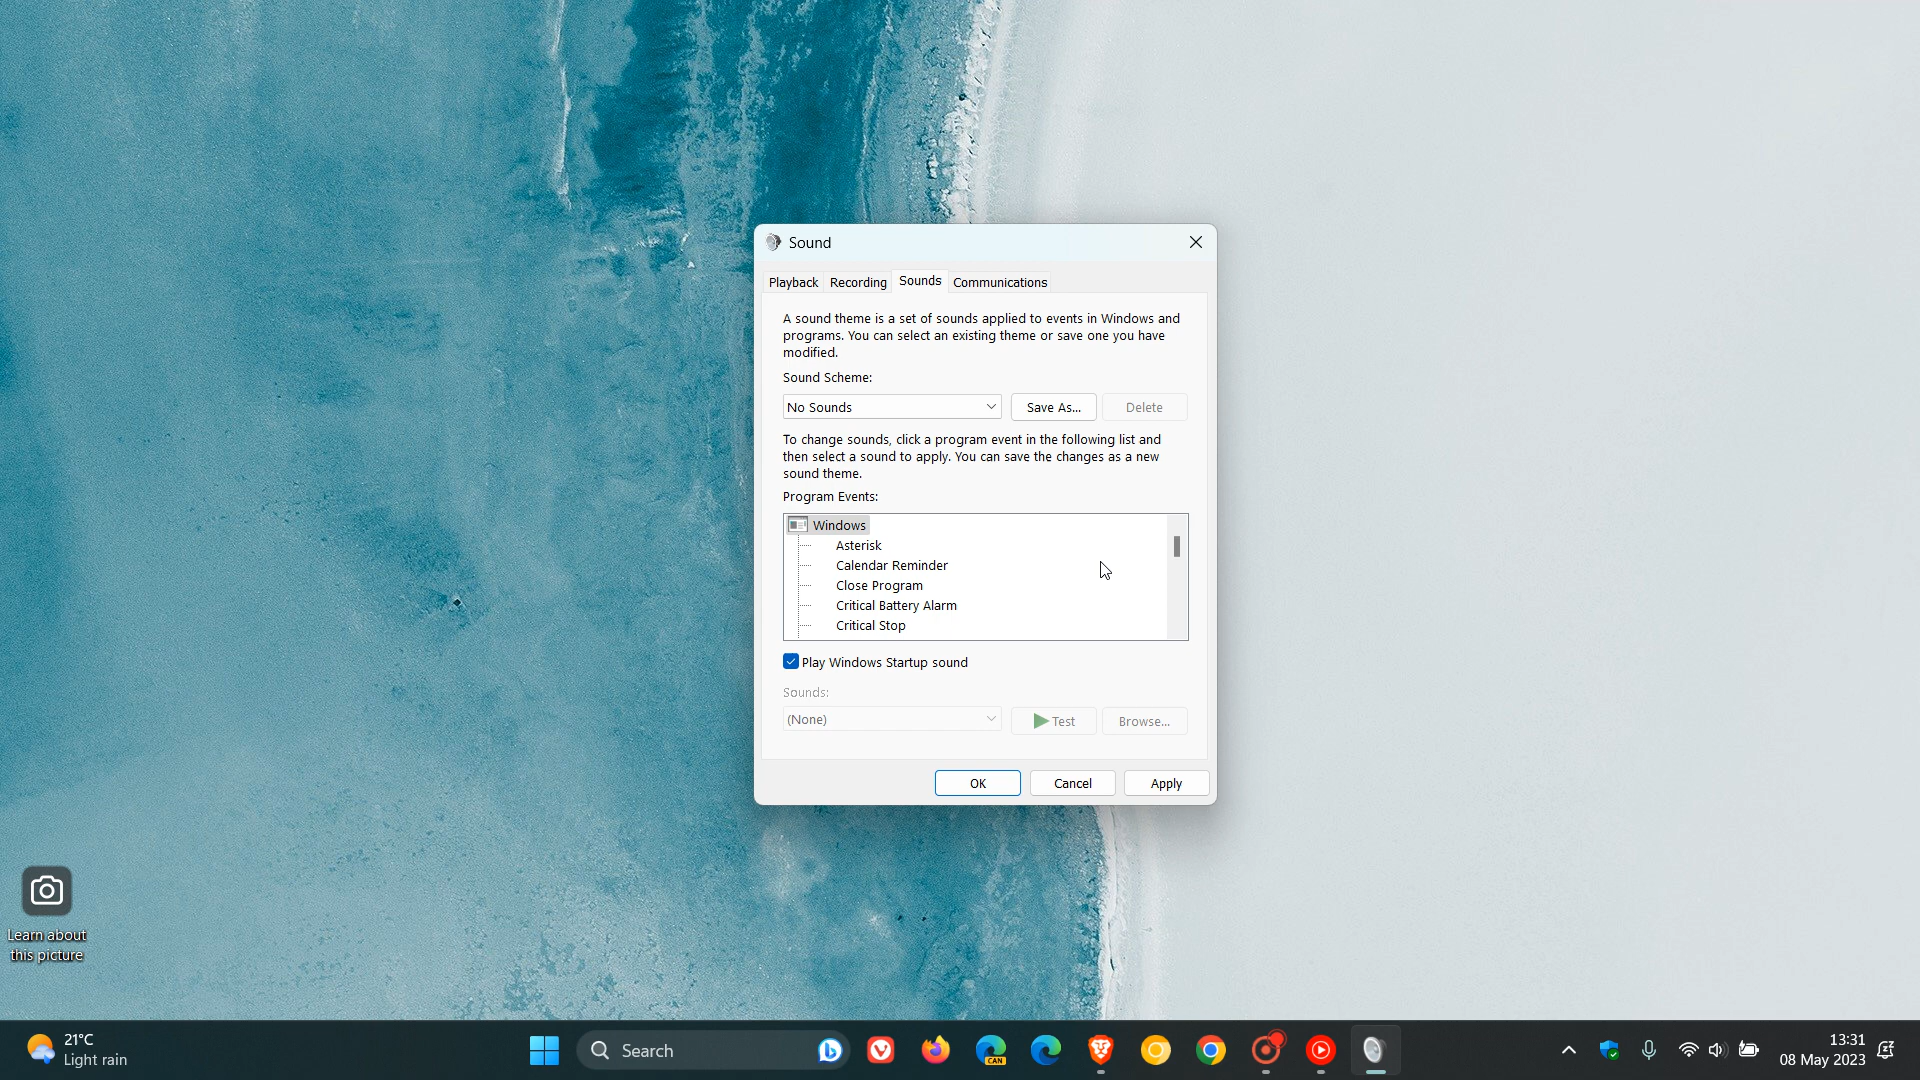 Sound
Playback
Recording
Sounds
Communications
A sound theme is a set of sounds applied to events in Windows and
programs. You can select an existing theme or save one you have
modified.
Sound Scheme:
No Sounds
Save As...
Delete
To change sounds, click a program event in the following list and
then select a sound to apply. You can save the changes as a new
sound theme.
Program Events:
Windows
Asterisk
Calendar Reminder
Close Program
Critical Battery Alarm
Critical Stop
Play Windows Startup sound
Sounds:
(None)
Test
Browse...
OK
Cancel
Apply
Learn about
this picture
21°C
Light rain
Search
CAN
13:31
08 May 2023